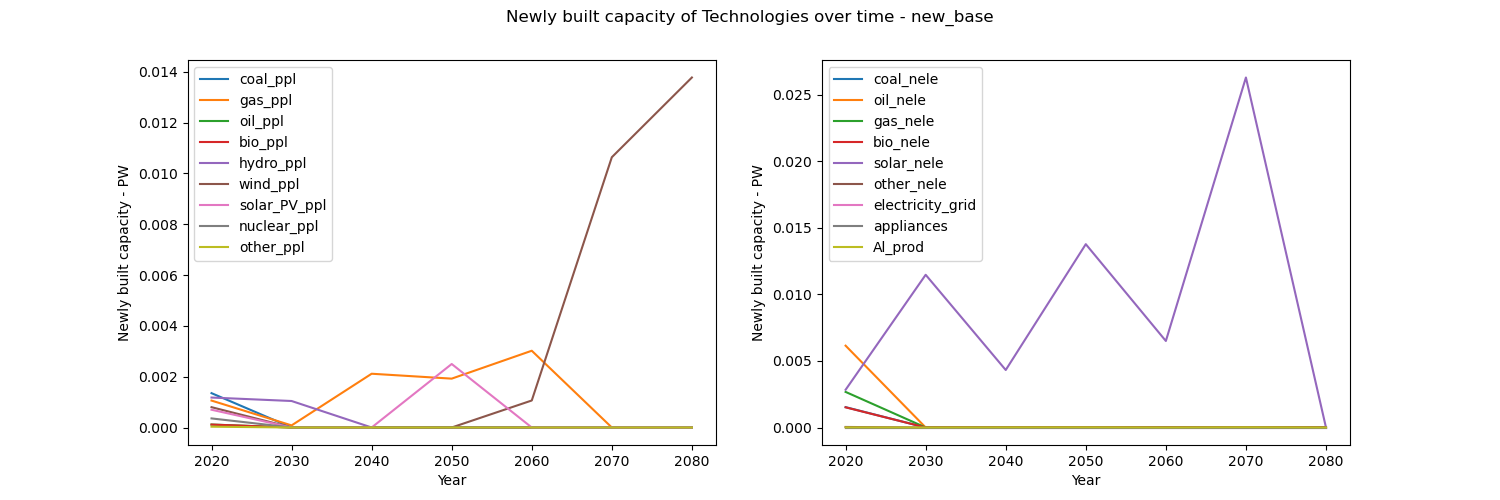 Newly built capacity of Technologies over time - new_base
Newly built capacity - PW
0.014
0.012
0.010
0.008
0.006
0.004
0.002
0.000
coal_ppl
gas_ppl
oil_ppl
bio_ppl
hydro_ppl
wind_ppl
solar_PV_ppl
nuclear_ppl
other_ppl
2020 2030 2040 2050 2060 2070 2080
Year
Newly built capacity - PW
0.025
0.020
0.015
0.010
0.005
0.000
coal_nele
oil_nele
gas_nele
bio_nele
solar_nele
other_nele
electricity_grid
appliances
Al_prod
2020 2030 2040 2050 2060 2070 2080
Year